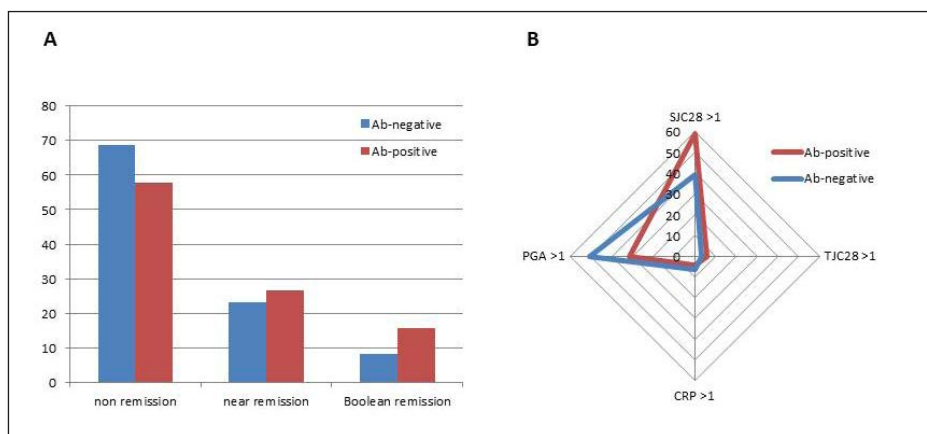 A
80
70
60
50
40
30
20
10
0
Ab-negative
Ab-positive
non remission
near remission
Boolean remission
B
SJC28 >1
60
50
40
30
20
10
0
Ab-positive
Ab-negative
PGA >1
TJC28 >1
CRP >1